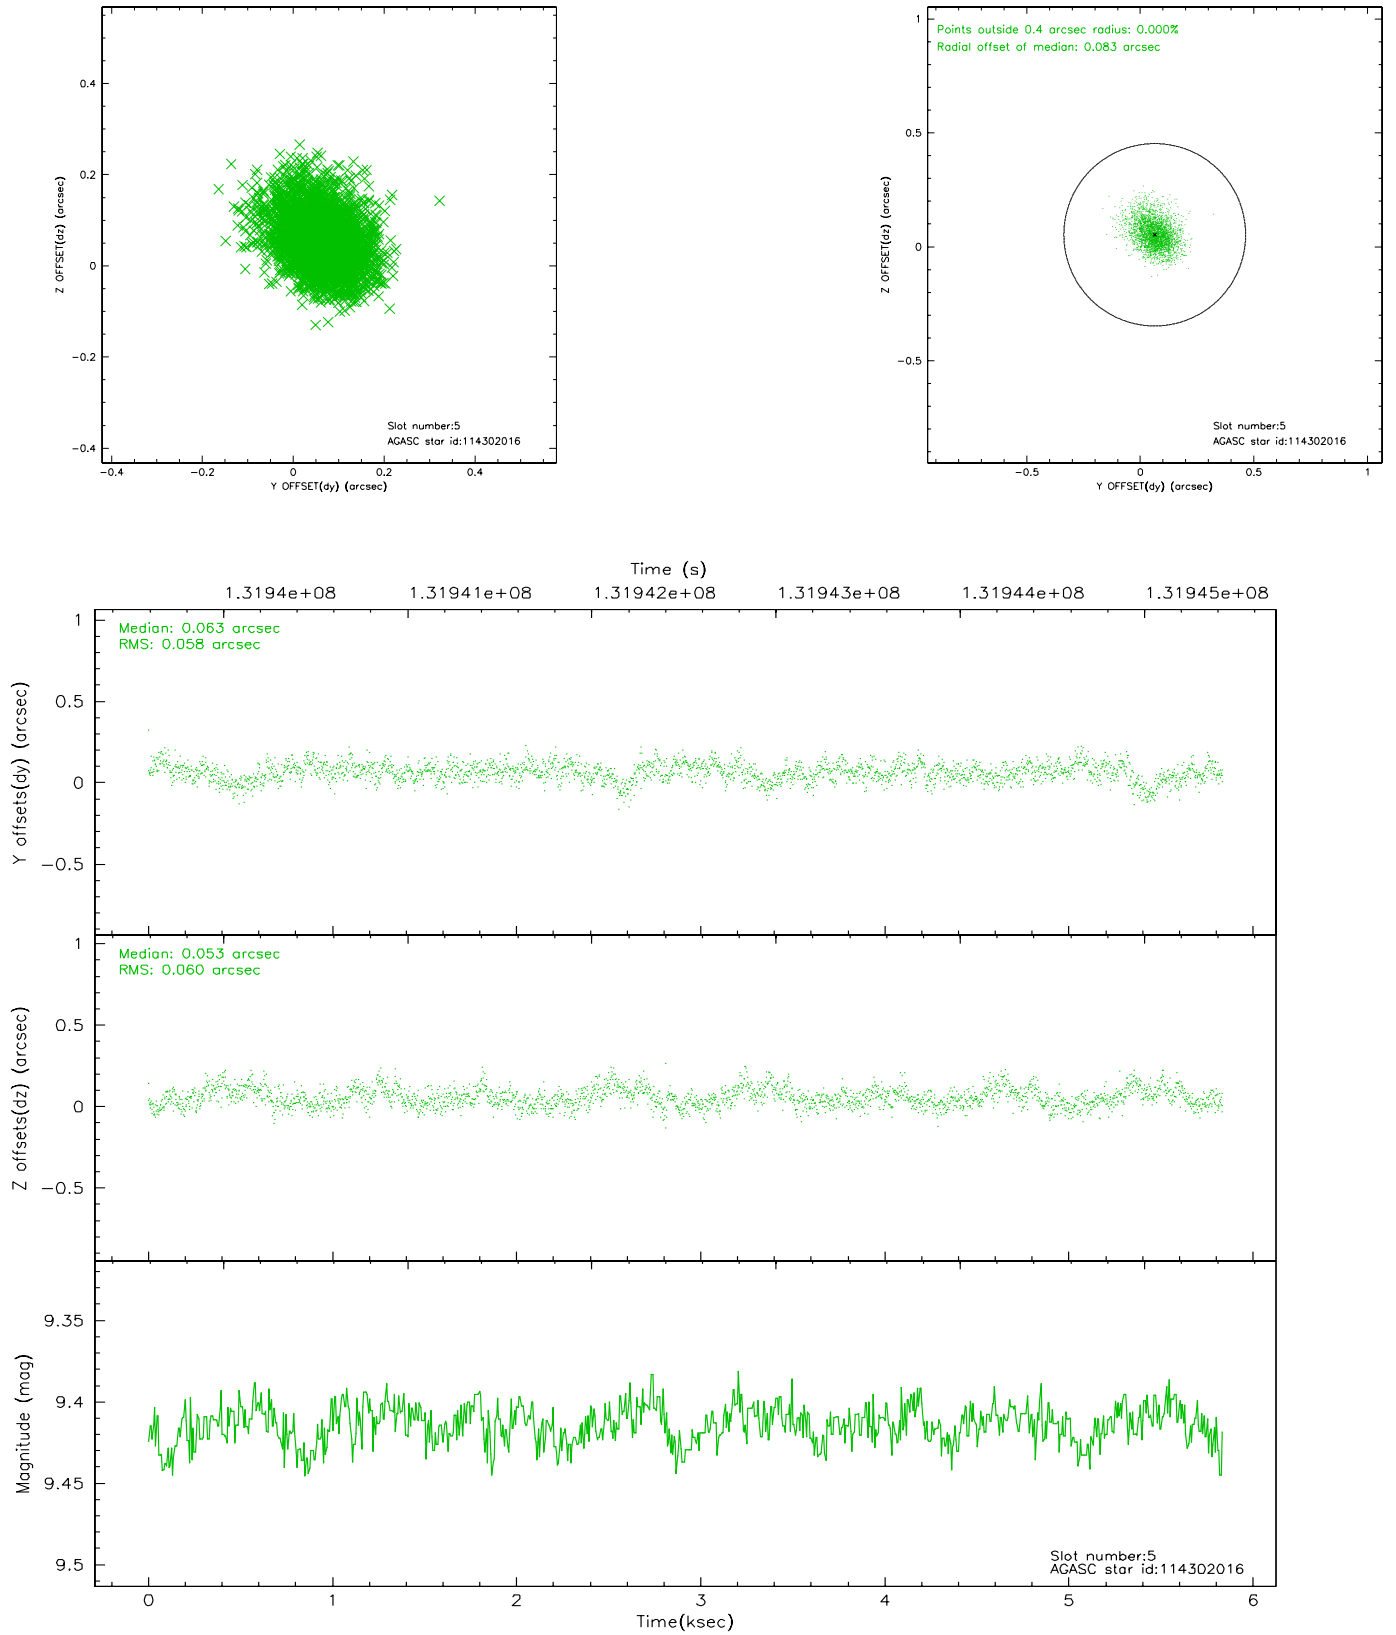 0.4
0.2
0
-0.2
-0.4
Z OFFSET(dz) (arcsec)
Slot number:5
AGASC star id:114302016
-0.4
-0.2
0
0.2
0.4
Y OFFSET(dy) (arcsec)
Points outside 0.4 arcsec radius: 0.000%
Radial offset of median: 0.083 arcsec
1
0.5
0
-0.5
Z OFFSET(dz) (arcsec)
Slot number:5
AGASC star id:114302016
-0.5
0
0.5
1
Y OFFSET(dy) (arcsec)
Time (s)
1.3194e+08
1.31941e+08
1.31942e+08
1.31943e+08
1.31944e+08
1.31945e+08
Median: 0.063 arcsec
RMS: 0.058 arcsec
1
0.5
0
-0.5
Y offsets(dy) (arcsec)
Median: 0.053 arcsec
RMS: 0.060 arcsec
1
0.5
0
-0.5
Z offsets(dz) (arcsec)
9.35
9.4
9.45
9.5
Magnitude (mag)
Slot number:5
AGASC star id:114302016
0
1
2
3
4
5
6
Time(ksec)